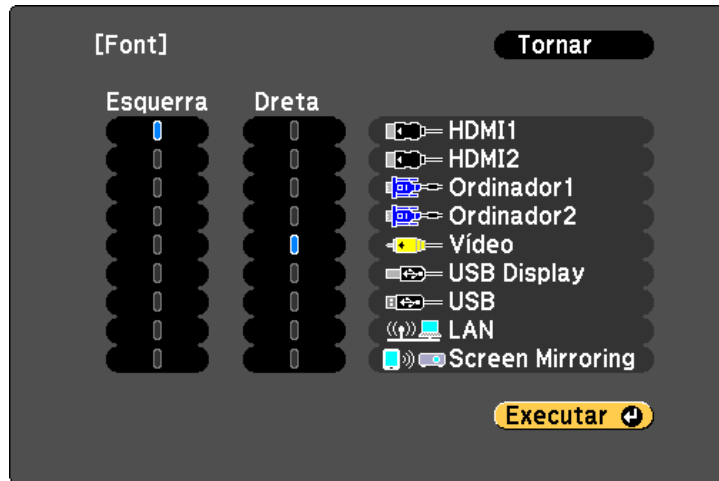 [Font] Tornar
Esquerra Dreta
HDMI1
HDMI2
Ordinador1
Ordinador2
Vídeo
USB Display
USB
LAN
Screen Mirroring
Executar